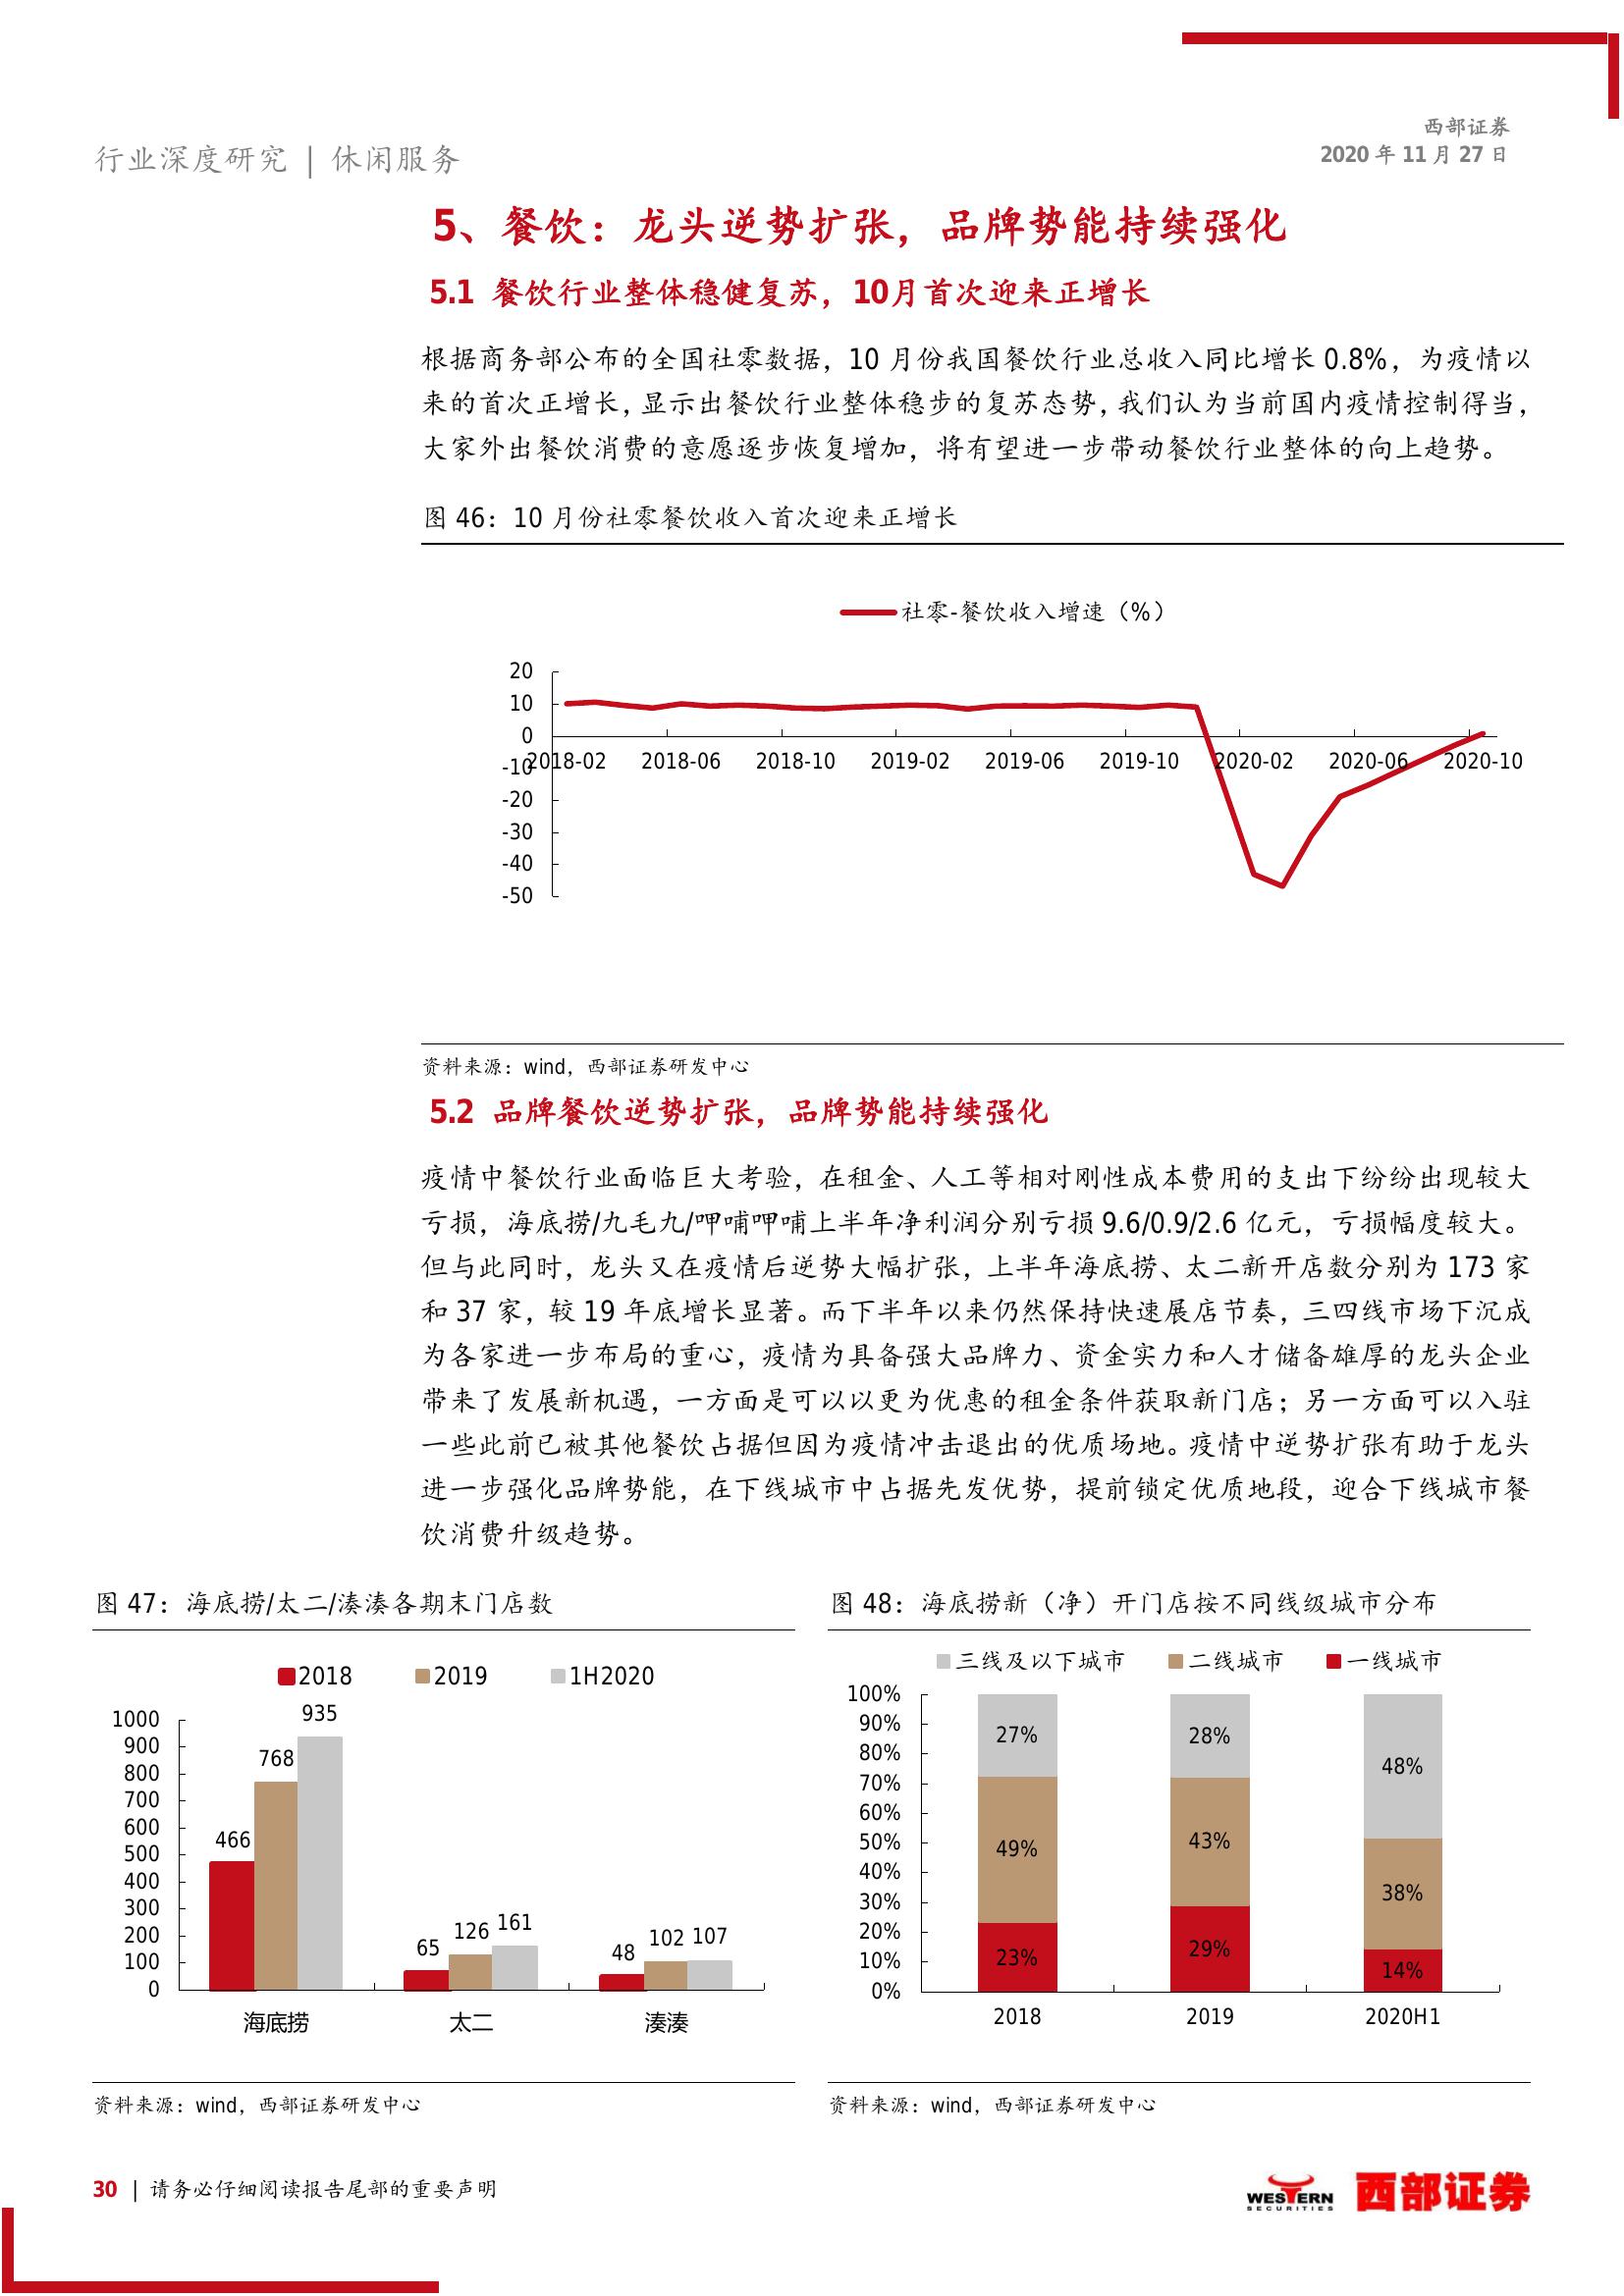 西部证券
2020 年 11 月 27 日
行业深度研究 | 休闲服务
5、餐饮：龙头逆势扩张，品牌势能持续强化
5.1 餐饮行业整体稳健复苏，10月首次迎来正增长
根据商务部公布的全国社零数据，10 月份我国餐饮行业总收入同比增长 0.8%，为疫情以
来的首次正增长，显示出餐饮行业整体稳步的复苏态势，我们认为当前国内疫情控制得当，
大家外出餐饮消费的意愿逐步恢复增加，将有望进一步带动餐饮行业整体的向上趋势。
图 46：10 月份社零餐饮收入首次迎来正增长
社零-餐饮收入增速（%）
20
10
0
-10
-20
-30
-40
-50
2018-02 2018-06 2018-10 2019-02 2019-06 2019-10 2020-02 2020-06 2020-10
资料来源：wind，西部证券研发中心
5.2 品牌餐饮逆势扩张，品牌势能持续强化
疫情中餐饮行业面临巨大考验，在租金、人工等相对刚性成本费用的支出下纷纷出现较大
亏损，海底捞/九毛九/呷哺呷哺上半年净利润分别亏损 9.6/0.9/2.6 亿元，亏损幅度较大。
但与此同时，龙头又在疫情后逆势大幅扩张，上半年海底捞、太二新开店数分别为 173 家
和 37 家，较 19 年底增长显著。而下半年以来仍然保持快速展店节奏，三四线市场下沉成
为各家进一步布局的重心，疫情为具备强大品牌力、资金实力和人才储备雄厚的龙头企业
带来了发展新机遇，一方面是可以以更为优惠的租金条件获取新门店；另一方面可以入驻
一些此前已被其他餐饮占据但因为疫情冲击退出的优质场地。疫情中逆势扩张有助于龙头
进一步强化品牌势能，在下线城市中占据先发优势，提前锁定优质地段，迎合下线城市餐
饮消费升级趋势。
图 47：海底捞/太二/湊湊各期末门店数
2018 2019 1H2020
1000
900
800
700
600
500
400
300
200
100
0
466 768 935
65 126 161
48 102 107
海底捞 太二 湊湊
资料来源：wind，西部证券研发中心
图 48：海底捞新（净）开门店按不同线级城市分布
三线及以下城市 二线城市 一线城市
100%
90%
80%
70%
60%
50%
40%
30%
20%
10%
0%
27% 28% 48%
49% 43% 38%
23% 29% 14%
2018 2019 2020H1
资料来源：wind，西部证券研发中心
30 | 请务必仔细阅读报告尾部的重要声明
WESTERN
SECURITIES
西部证券